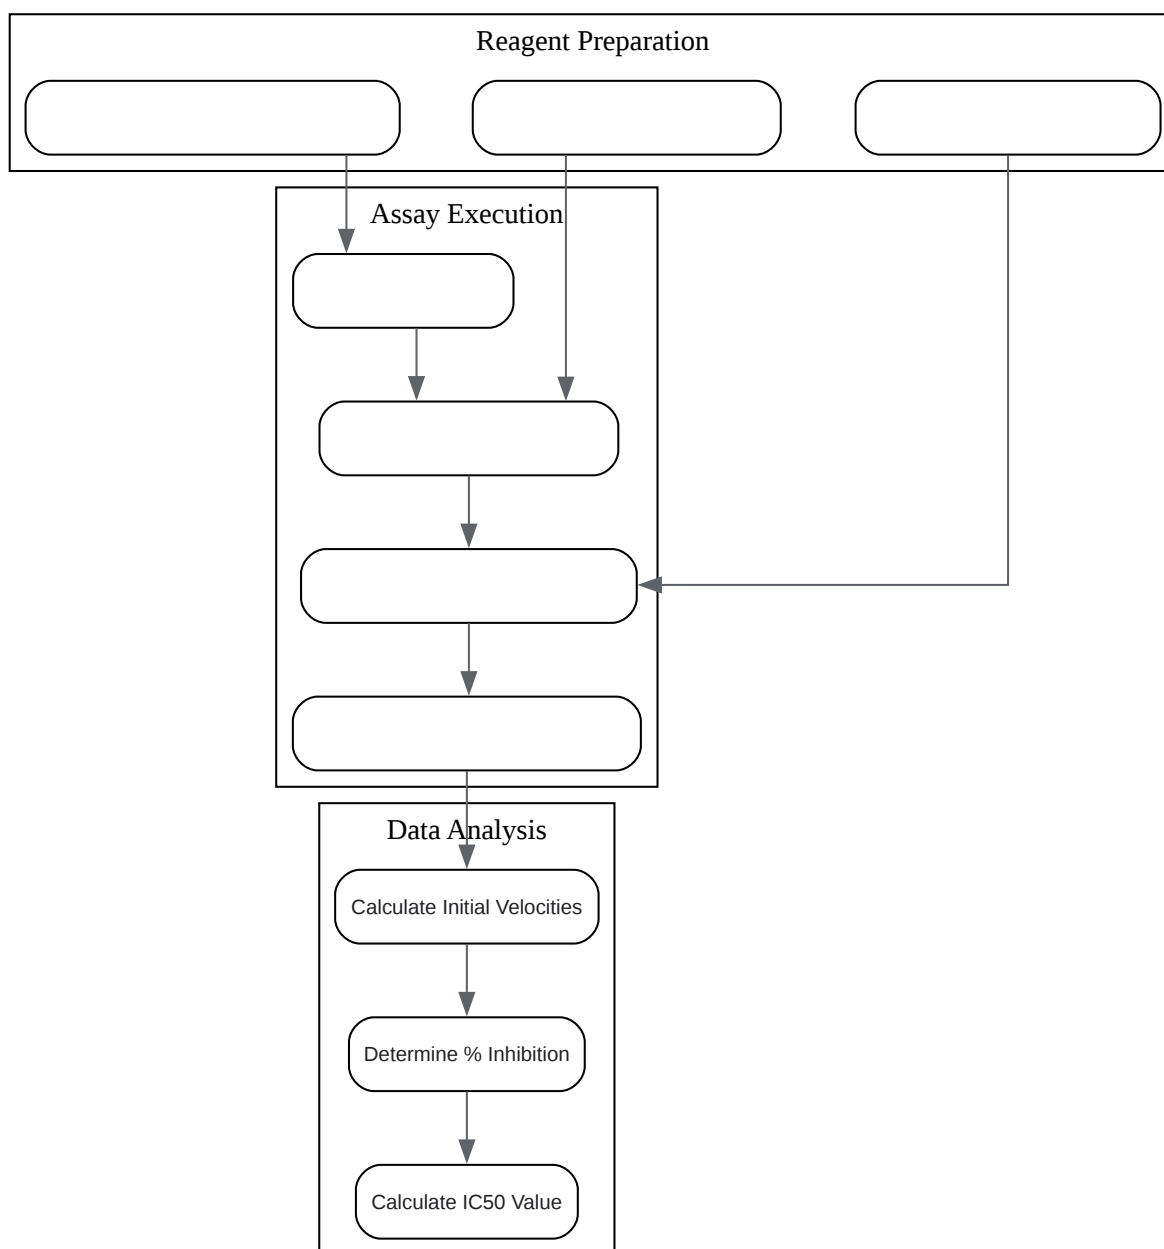 Reagent Preparation
Assay Execution
Data Analysis
Calculate Initial Velocities
Determine % Inhibition
Calculate IC50 Value